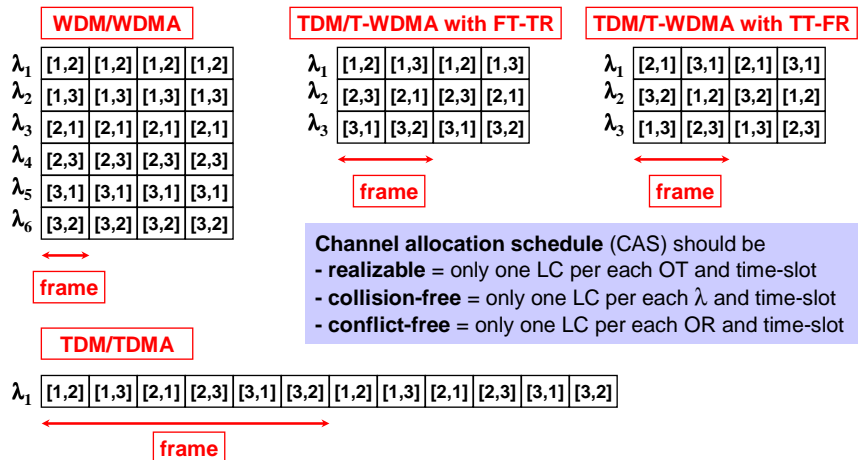 WDM/WDMA
λ1 [1,2] [1,2] [1,2] [1,2]
λ2 [1,3] [1,3] [1,3] [1,3]
λ3 [2,1] [2,1] [2,1] [2,1]
λ4 [2,3] [2,3] [2,3] [2,3]
λ5 [3,1] [3,1] [3,1] [3,1]
λ6 [3,2] [3,2] [3,2] [3,2]
frame
TDM/T-WDMA with FT-TR
λ1 [1,2] [1,3] [1,2] [1,3]
λ2 [2,3] [2,1] [2,3] [2,1]
λ3 [3,1] [3,2] [3,1] [3,2]
frame
TDM/T-WDMA with TT-FR
λ1 [2,1] [3,1] [2,1] [3,1]
λ2 [3,2] [1,2] [3,2] [1,2]
λ3 [1,3] [2,3] [1,3] [2,3]
frame
Channel allocation schedule (CAS) should be
- realizable = only one LC per each OT and time-slot
- collision-free = only one LC per each λ and time-slot
- conflict-free = only one LC per each OR and time-slot
TDM/TDMA
λ1 [1,2] [1,3] [2,1] [2,3] [3,1] [3,2] [1,2] [1,3] [2,1] [2,3] [3,1] [3,2]
frame